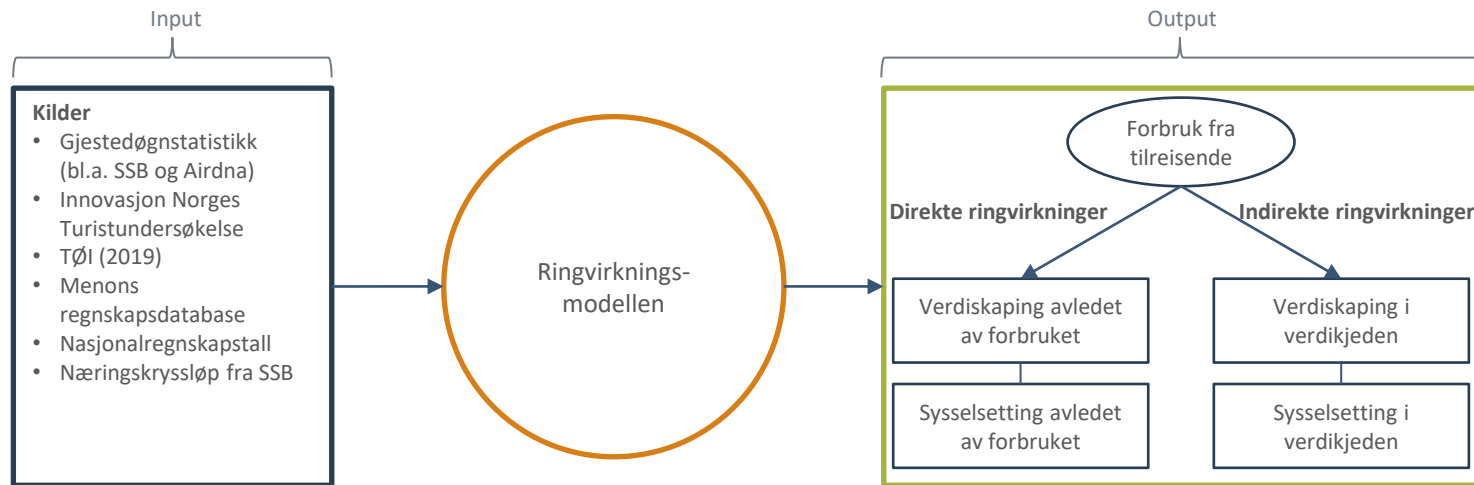 Input
Kilder
• Gjestedøgnstatistikk
(bl.a. SSB og Airdna)
• Innovasjon Norges
Turistundersøkelse
• TØI (2019)
• Menons
regnskapsdatabase
• Nasjonalregnskapstall
• Næringskryssløp fra SSB
Ringvirknings-
modellen
Output
Forbruk fra
tilreisende
Direkte ringvirkninger
Indirekte ringvirkninger
Verdiskaping avledet
av forbruket
Verdiskaping i
verdikjeden
Sysselsetting avledet
av forbruket
Sysselsetting i
verdikjeden